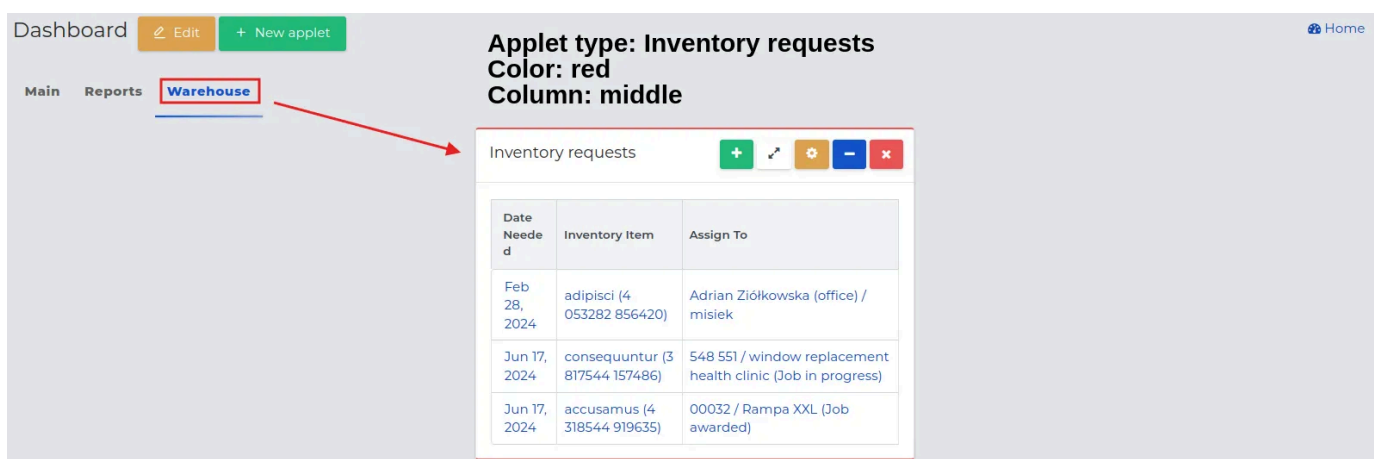 Dashboard Edit + New applet
Home
Applet type: Inventory requests
Color: red
Column: middle
Main Reports Warehouse
Inventory requests
Date
Neede
d
Inventory Item
Assign To
Feb
28,
2024
adipisci (4
053282 856420)
Adrian Ziółkowska (office) /
misiek
Jun 17,
2024
consequuntur (3
817544 157486)
548 551 / window replacement
health clinic (Job in progress)
Jun 17,
2024
accusamus (4
318544 919635)
00032 / Rampa XXL (Job
awarded)